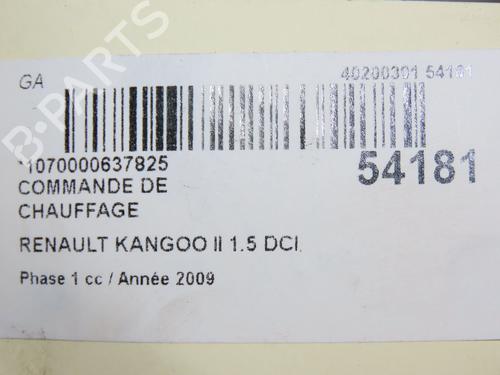 GA
40200301 54181
*1070000637825
54181
COMMANDE DE
CHAUFFAGE
RENAULT KANGOO II 1.5 DCI
Phase 1 cc / Année 2009
B-PARTS